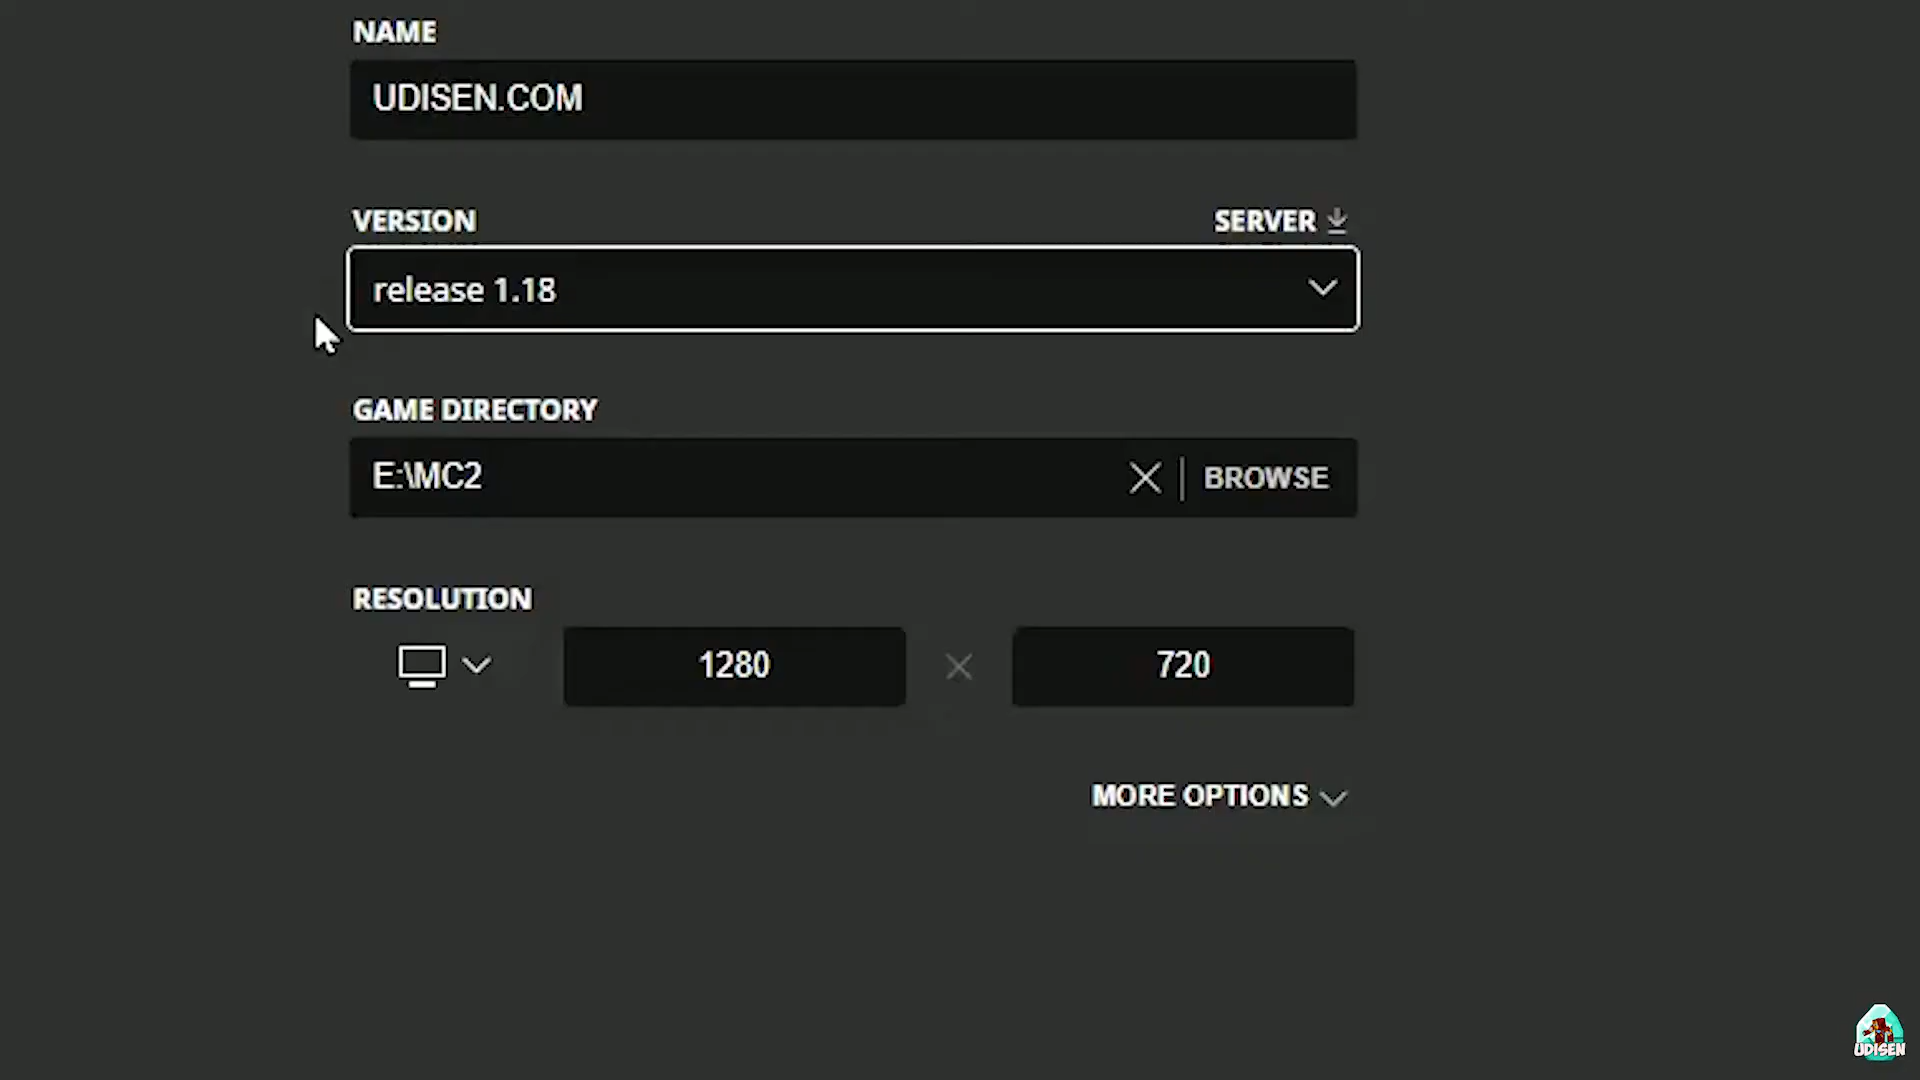 NAME
UDISEN.COM
VERSION
SERVER
release 1.18
GAME DIRECTORY
E:\MC2
BROWSE
RESOLUTION
1280
720
MORE OPTIONS
UDISEN